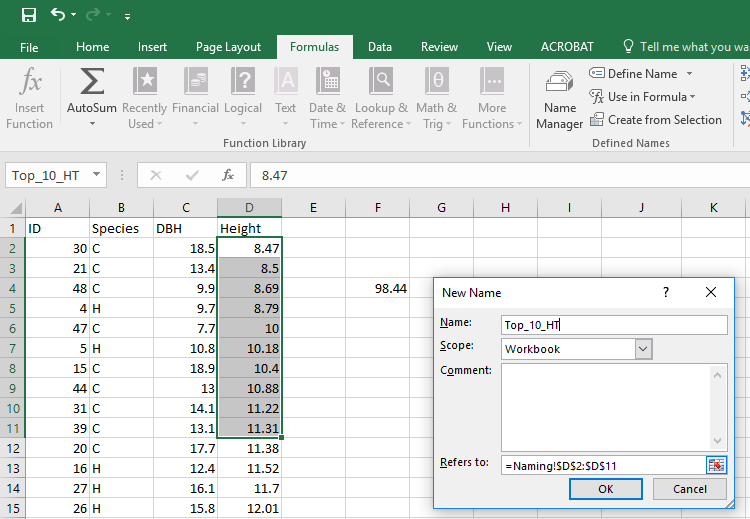 File Home Insert Page Layout Formulas Data Review View ACROBAT Tell me what you wa
fx Σ A θ
Insert Function AutoSum Recently Used Financial Logical Text Date & Time Lookup & Reference Math & Trig More Functions Name Manager
Define Name
Use in Formula
Create from Selection
Function Library Defined Names
Top_10_HT fx 8.47
A B C D E F G H I J K
1 ID Species DBH Height
2 30 C 18.5 8.47
3 21 C 13.4 8.5
4 48 C 9.9 8.69 98.44
5 4 H 9.7 8.79
6 47 C 7.7 10
7 5 H 10.8 10.18
8 15 C 18.9 10.4
9 44 C 13 10.88
10 31 C 14.1 11.22
11 39 C 13.1 11.31
12 20 C 17.7 11.38
13 16 H 12.4 11.52
14 27 H 16.1 11.7
15 26 H 15.8 12.01
New Name ?
Name: Top_10_HT
Scope: Workbook
Comment:
Refers to: =Naming!$D$2:$D$11
OK Cancel